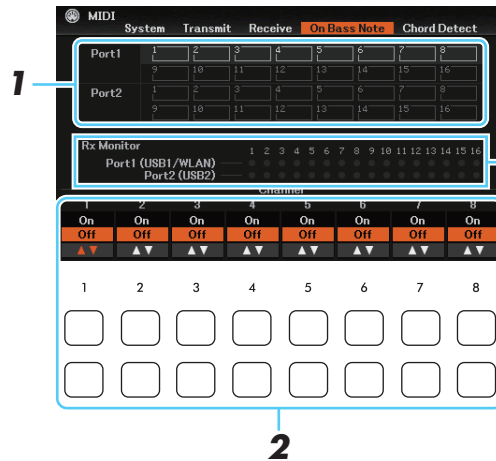 MIDI
System Transmit Receive On Bass Note Chord Detect
Port1 1 2 3 4 5 6 7 8
9 10 11 12 13 14 15 16
Port2 1 2 3 4 5 6 7 8
9 10 11 12 13 14 15 16
1
Rx Monitor 1 2 3 4 5 6 7 8 9 10 11 12 13 14 15 16
Port1 (USB1/WLAN)
Port2 (USB2)
Channel
1 2 3 4 5 6 7 8
On On On On On On On On
Off Off Off Off Off Off Off Off
▲▼ ▲▼ ▲▼ ▲▼ ▲▼ ▲▼ ▲▼ ▲▼
1 2 3 4 5 6 7 8
2